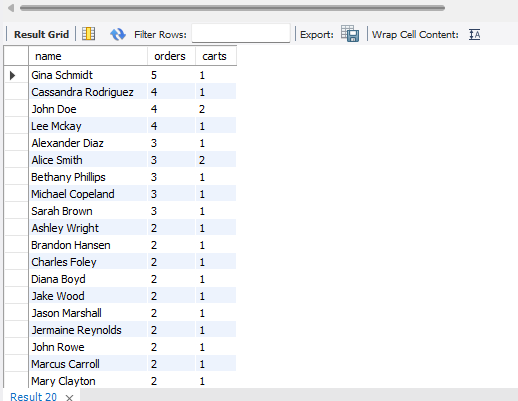 Result Grid Filter Rows: Export: Wrap Cell Content:
name orders carts
Gina Schmidt 5 1
Cassandra Rodriguez 4 1
John Doe 4 2
Lee Mckay 4 1
Alexander Diaz 3 1
Alice Smith 3 2
Bethany Phillips 3 1
Michael Copeland 3 1
Sarah Brown 3 1
Ashley Wright 2 1
Brandon Hansen 2 1
Charles Foley 2 1
Diana Boyd 2 1
Jake Wood 2 1
Jason Marshall 2 1
Jermaine Reynolds 2 1
John Rowe 2 1
Marcus Carroll 2 1
Mary Clayton 2 1
Result 20